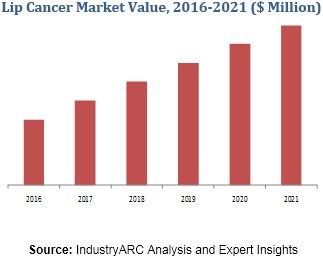 Lip Cancer Market Value, 2016-2021 ($ Million)
2016 2017 2018 2019 2020 2021
Source: IndustryARC Analysis and Expert Insights